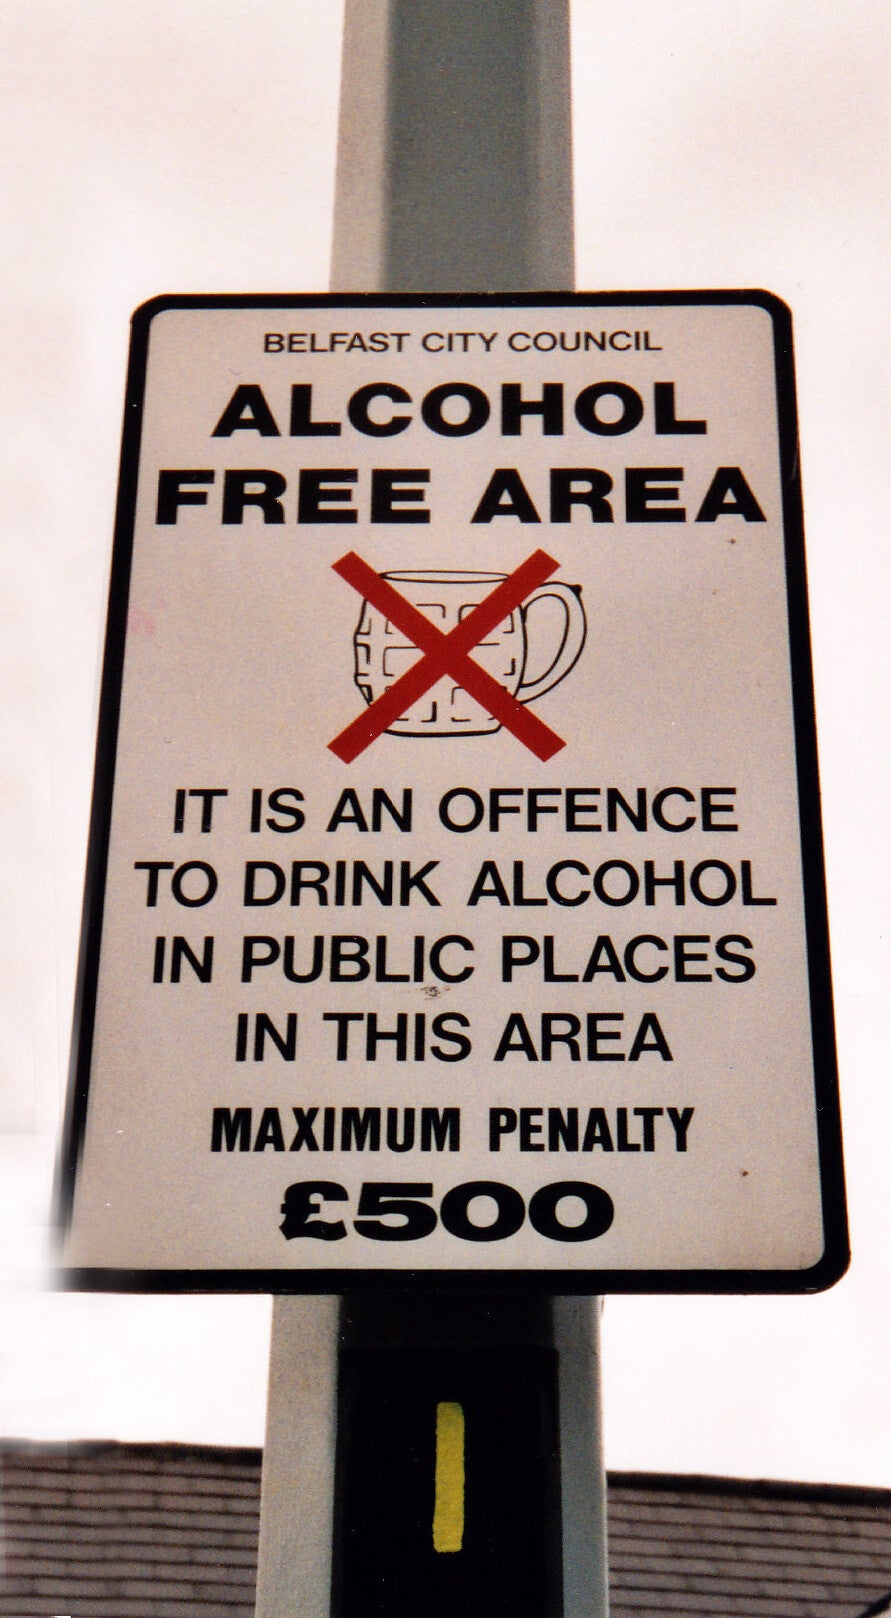 BELFAST CITY COUNCIL
ALCOHOL
FREE AREA
IT IS AN OFFENCE
TO DRINK ALCOHOL
IN PUBLIC PLACES
IN THIS AREA
MAXIMUM PENALTY
£500